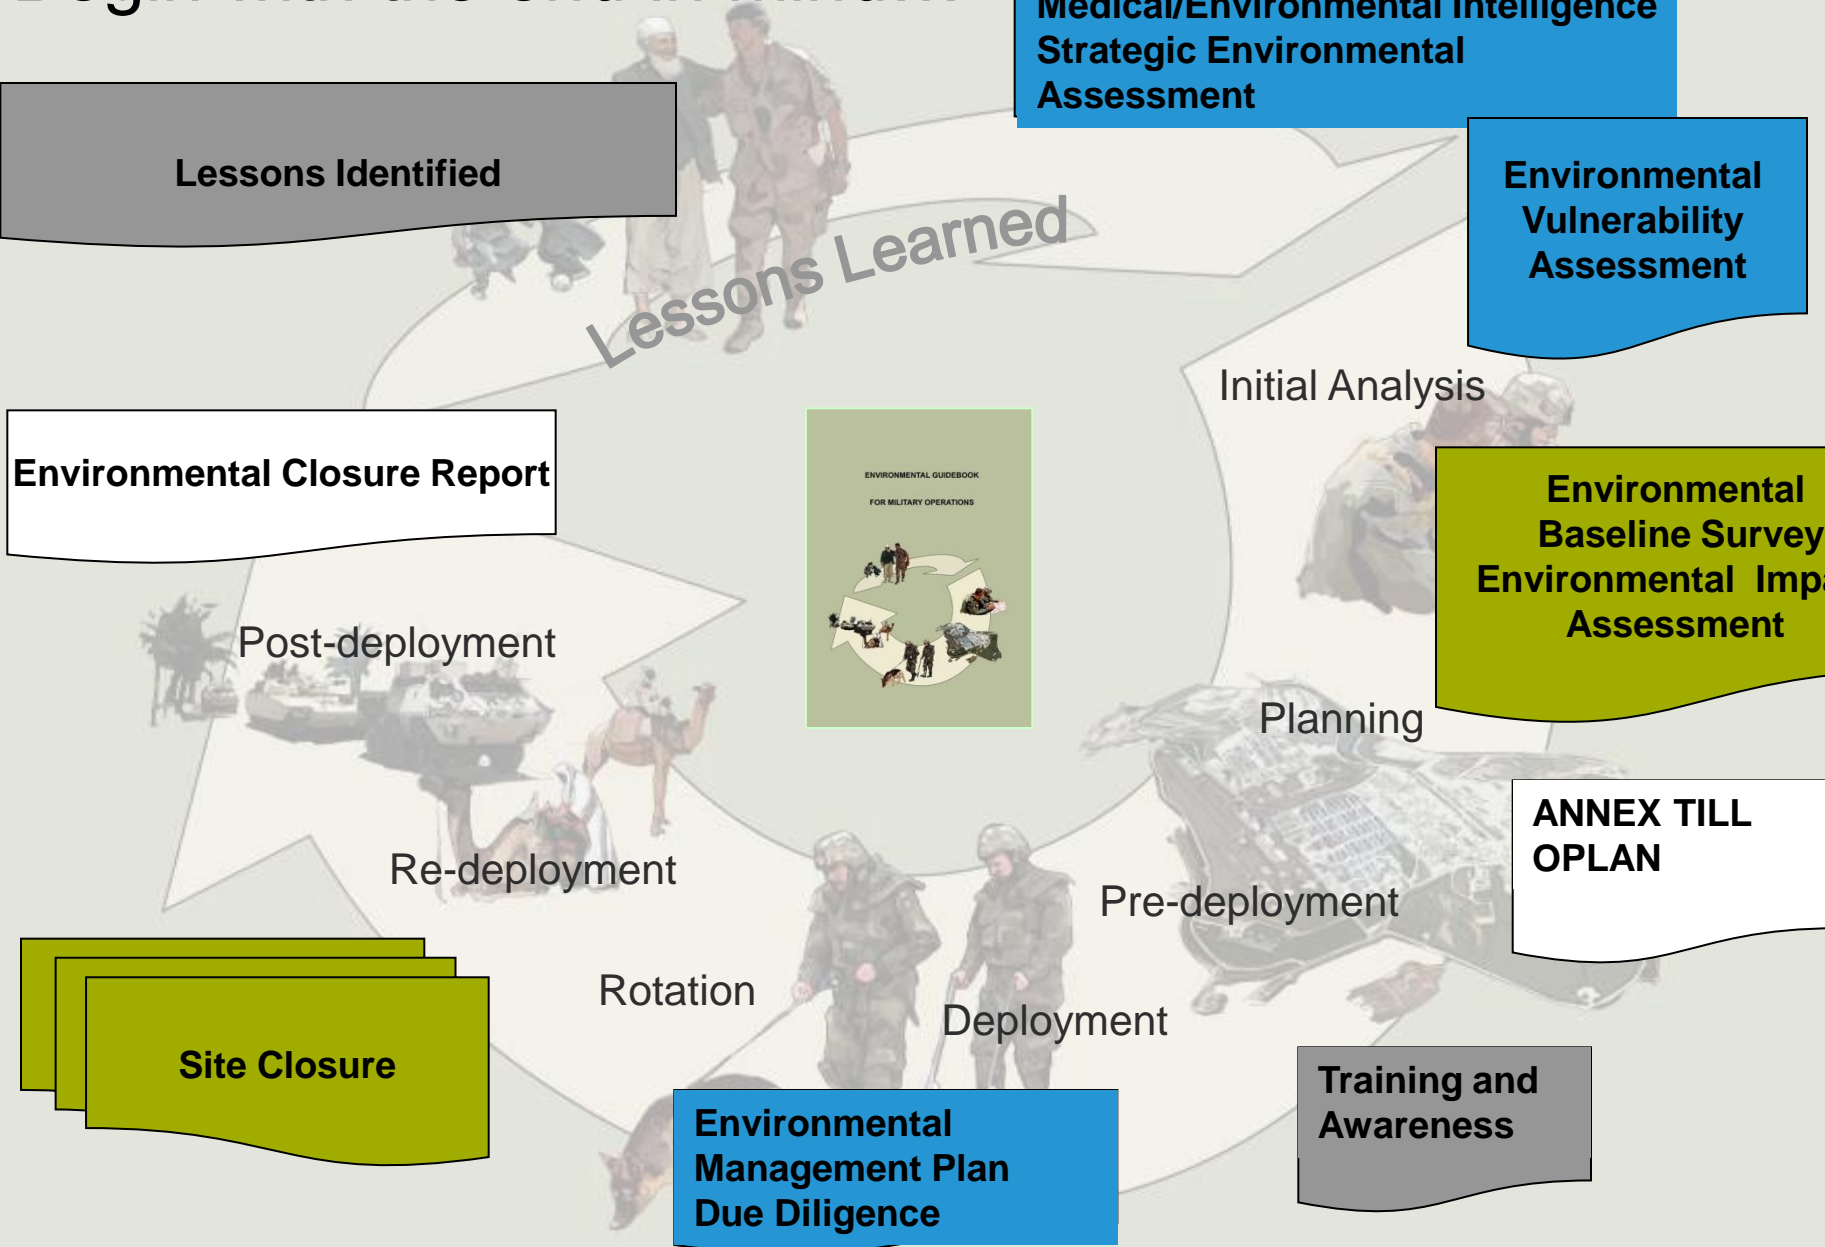 Medical/Environmental Intelligence
Strategic Environmental
Assessment
Lessons Identified
Environmental
Vulnerability
Assessment
Lessons Learned
Initial Analysis
Environmental Closure Report
ENVIRONMENTAL GUIDEBOOK
FOR MILITARY OPERATIONS
Environmental
Baseline Survey
Environmental
Assessment
Post-deployment
Planning
ANNEX TILL
OPLAN
Re-deployment
Pre-deployment
Rotation
Deployment
Site Closure
Training and
Awareness
Environmental
Management Plan
Due Diligence